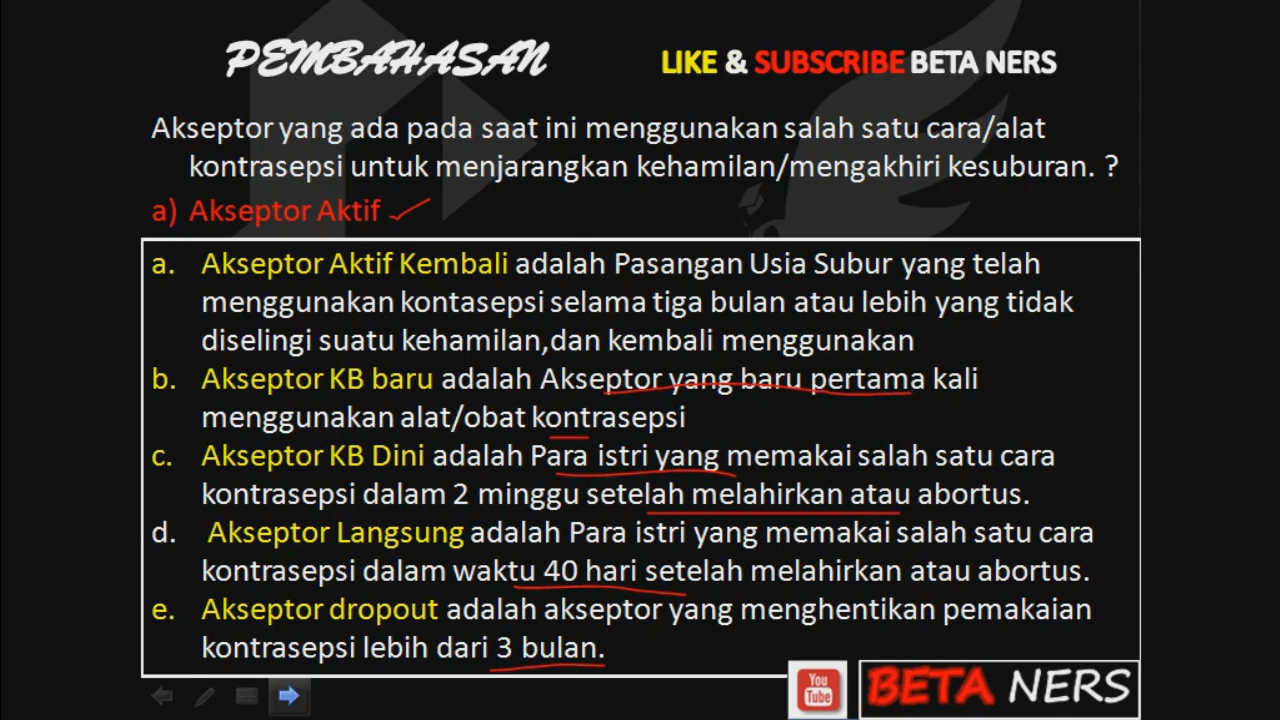 PEMBAHASAN
LIKE & SUBSCRIBE BETA NERS
Akseptor yang ada pada saat ini menggunakan salah satu cara/alat
kontrasepsi untuk menjarangkan kehamilan/mengakhiri kesuburan. ?
a) Akseptor Aktif
a. Akseptor Aktif Kembali adalah Pasangan Usia Subur yang telah
menggunakan kontasepsi selama tiga bulan atau lebih yang tidak
diselingi suatu kehamilan,dan kembali menggunakan
b. Akseptor KB baru adalah Akseptor yang baru pertama kali
menggunakan alat/obat kontrasepsi
c. Akseptor KB Dini adalah Para istri yang memakai salah satu cara
kontrasepsi dalam 2 minggu setelah melahirkan atau abortus.
d. Akseptor Langsung adalah Para istri yang memakai salah satu cara
kontrasepsi dalam waktu 40 hari setelah melahirkan atau abortus.
e. Akseptor dropout adalah akseptor yang menghentikan pemakaian
kontrasepsi lebih dari 3 bulan.
You
Tube
BETA NERS